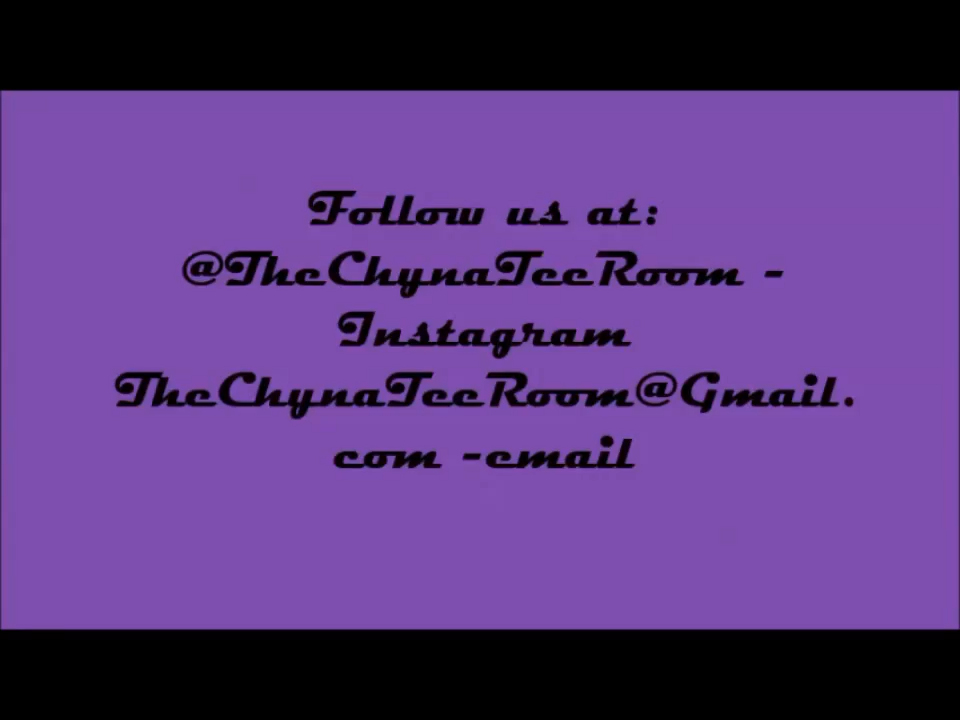 Follow us at:
@TheChynaTeeRoom -
Instagram
TheChynaTeeRoom@Gmail.
com -email